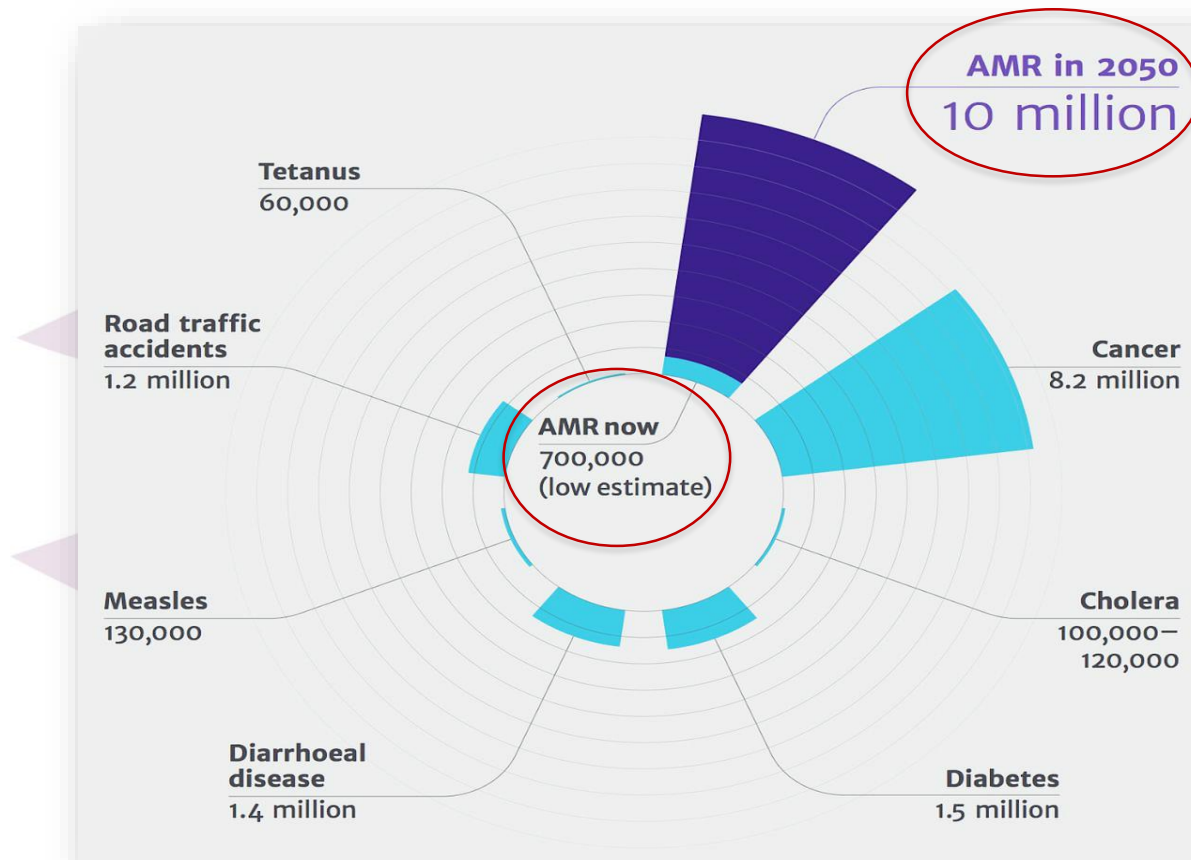 AMR in 2050
10 million
Tetanus
60,000
Road traffic
accidents
1.2 million
Cancer
8.2 million
AMR now
700,000
(low estimate)
Measles
130,000
Cholera
100,000–
120,000
Diarrhoeal
disease
1.4 million
Diabetes
1.5 million